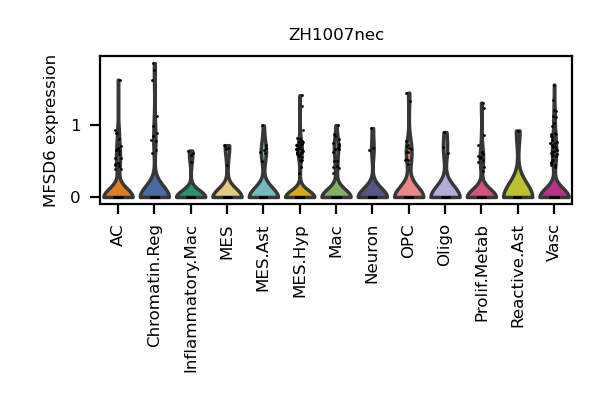 ZH1007nec
MFSD6 expression
1
0
AC
Chromatin.Reg
Inflammatory.Mac
MES
MES.Ast
MES.Hyp
Mac
Neuron
OPC
Oligo
Prolif.Metab
Reactive.Ast
Vasc